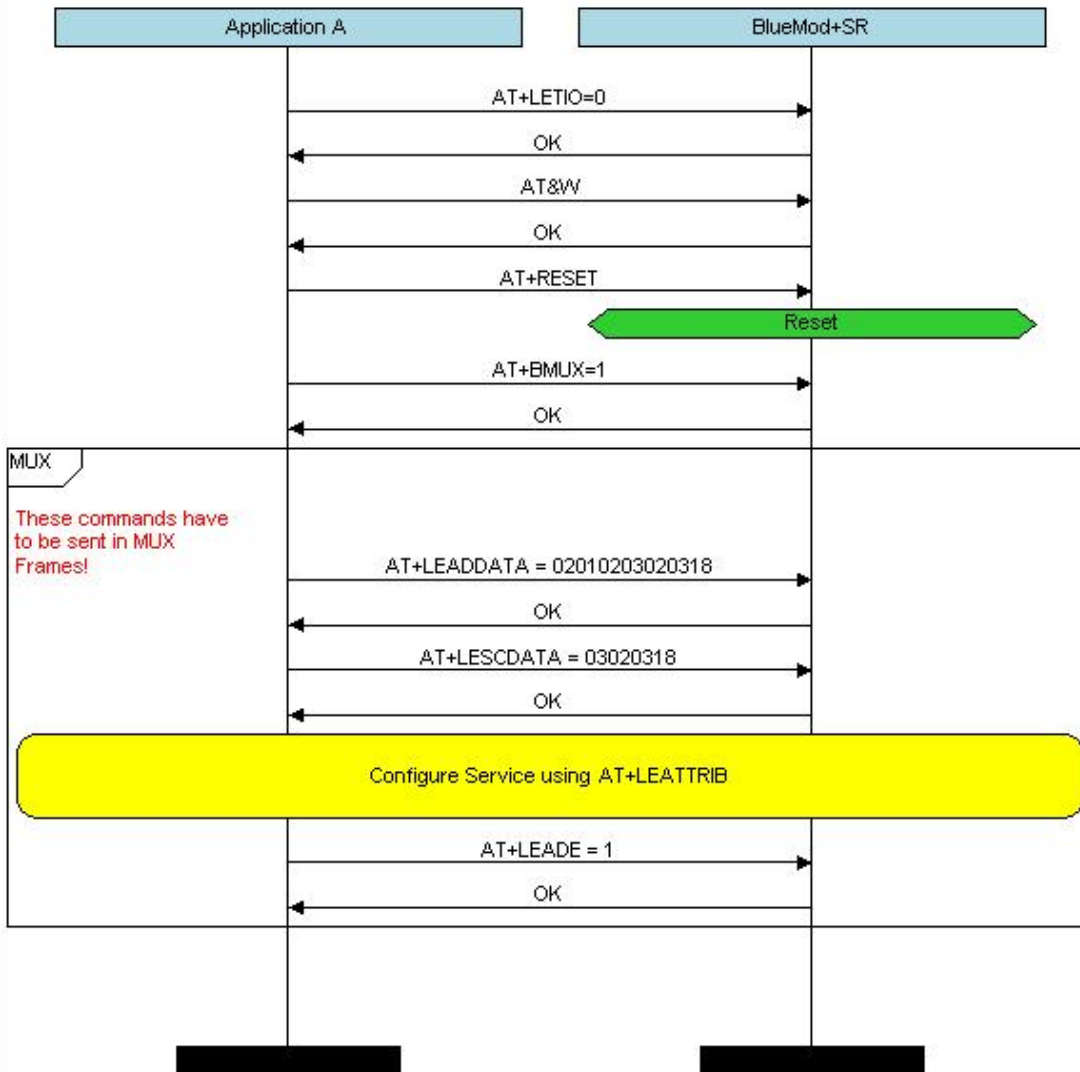 Application A
BlueMod+SR
AT+LETIO=0
OK
AT&W
OK
AT+RESET
Reset
AT+BMUX=1
OK
MUX
These commands have
to be sent in MUX
Frames!
AT+LEADDATA = 02010203020318
OK
AT+LESCDATA = 03020318
OK
Configure Service using AT+LEATTRIB
AT+LEADE = 1
OK